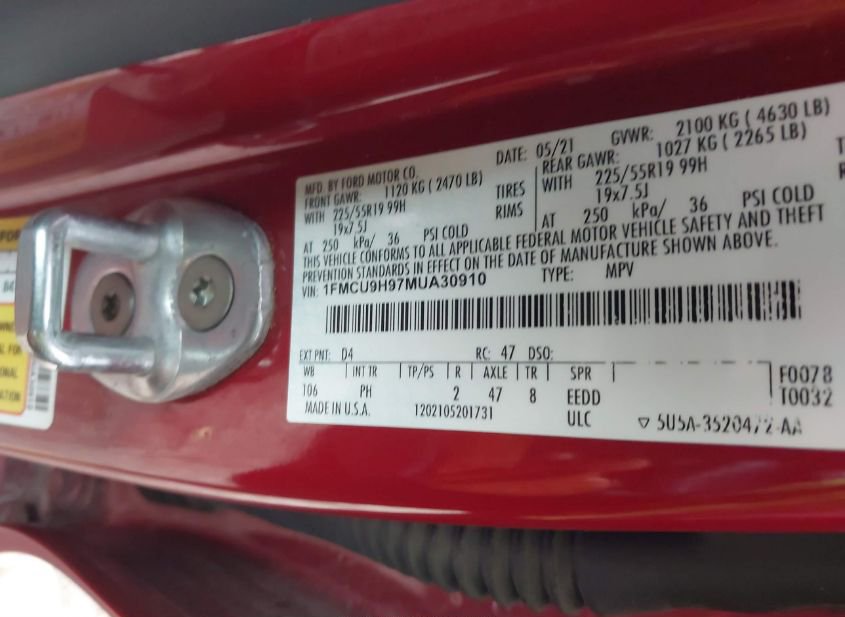 MFD. BY FORD MOTOR CO. DATE: 05/21 GVWR: 2100 KG ( 4630 LB)
FRONT GAWR: 1120 KG ( 2470 LB) REAR GAWR: 1027 KG ( 2265 LB)
WITH 225/55R19 99H TIRES WITH 225/55R19 99H
19x7.5J RIMS 19x7.5J
AT 250 kPa/ 36 PSI COLD AT 250 kPa/ 36 PSI COLD
THIS VEHICLE CONFORMS TO ALL APPLICABLE FEDERAL MOTOR VEHICLE SAFETY AND THEFT
PREVENTION STANDARDS IN EFFECT ON THE DATE OF MANUFACTURE SHOWN ABOVE.
VIN: 1FMCU9H97MUA30910 TYPE: MPV
EXT PNT: D4 RC: 47 DSO:
WB INT TR TP/PS R AXLE TR SPR F0078
106 PH 2 47 8 EEDD T0032
MADE IN U.S.A. T202105201731 ULC 5U5A-3520472-AA